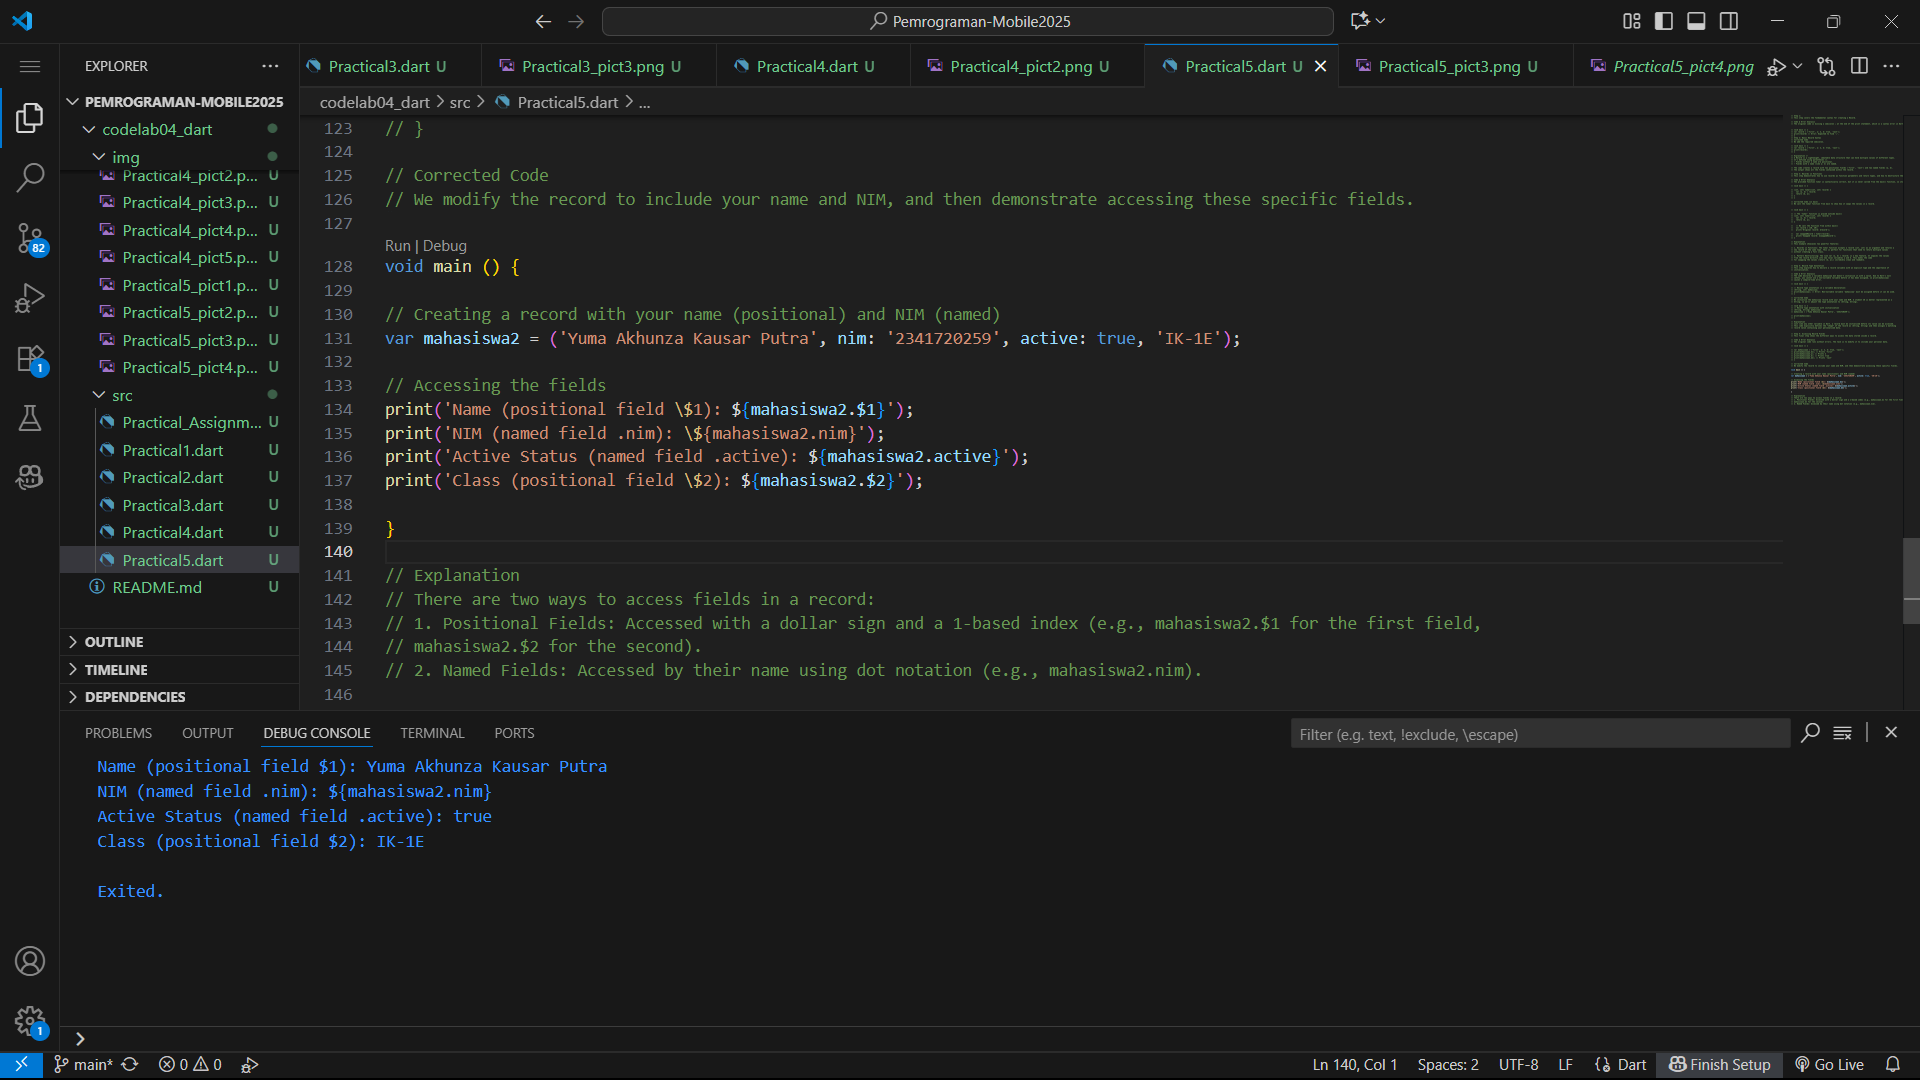 Pemrograman-Mobile2025
EXPLORER
Practical3.dart U
Practical3_pict3.png U
Practical4.dart U
Practical4_pict2.png U
Practical5.dart U
Practical5_pict3.png U
Practical5_pict4.png
PEMROGRAMAN-MOBILE2025
codelab04_dart
img
Practical4_pict2.p... U
Practical4_pict3.p... U
Practical4_pict4.p... U
Practical4_pict5.p... U
Practical5_pict1.p... U
Practical5_pict2.p... U
Practical5_pict3.p... U
Practical5_pict4.p... U
src
Practical_Assignm... U
Practical1.dart U
Practical2.dart U
Practical3.dart U
Practical4.dart U
Practical5.dart U
README.md U
OUTLINE
TIMELINE
DEPENDENCIES
82
1
1
codelab04_dart > src > Practical5.dart > ...
123 // }
124
125 // Corrected Code
126 // We modify the record to include your name and NIM, and then demonstrate accessing these specific fields.
127
Run | Debug
128 void main () {
129
130 // Creating a record with your name (positional) and NIM (named)
131 var mahasiswa2 = ('Yuma Akhunza Kausar Putra', nim: '2341720259', active: true, 'IK-1E');
132
133 // Accessing the fields
134 print('Name (positional field \$1): ${mahasiswa2.$1}');
135 print('NIM (named field .nim): \${mahasiswa2.nim}');
136 print('Active Status (named field .active): ${mahasiswa2.active}');
137 print('Class (positional field \$2): ${mahasiswa2.$2}');
138
139 }
140
141 // Explanation
142 // There are two ways to access fields in a record:
143 // 1. Positional Fields: Accessed with a dollar sign and a 1-based index (e.g., mahasiswa2.$1 for the first field,
144 // mahasiswa2.$2 for the second).
145 // 2. Named Fields: Accessed by their name using dot notation (e.g., mahasiswa2.nim).
146
PROBLEMS OUTPUT DEBUG CONSOLE TERMINAL PORTS
Filter (e.g. text, !exclude, \escape)
Name (positional field $1): Yuma Akhunza Kausar Putra
NIM (named field .nim): ${mahasiswa2.nim}
Active Status (named field .active): true
Class (positional field $2): IK-1E
Exited.
main* 0 0
Ln 140, Col 1 Spaces: 2 UTF-8 LF Dart Finish Setup Go Live